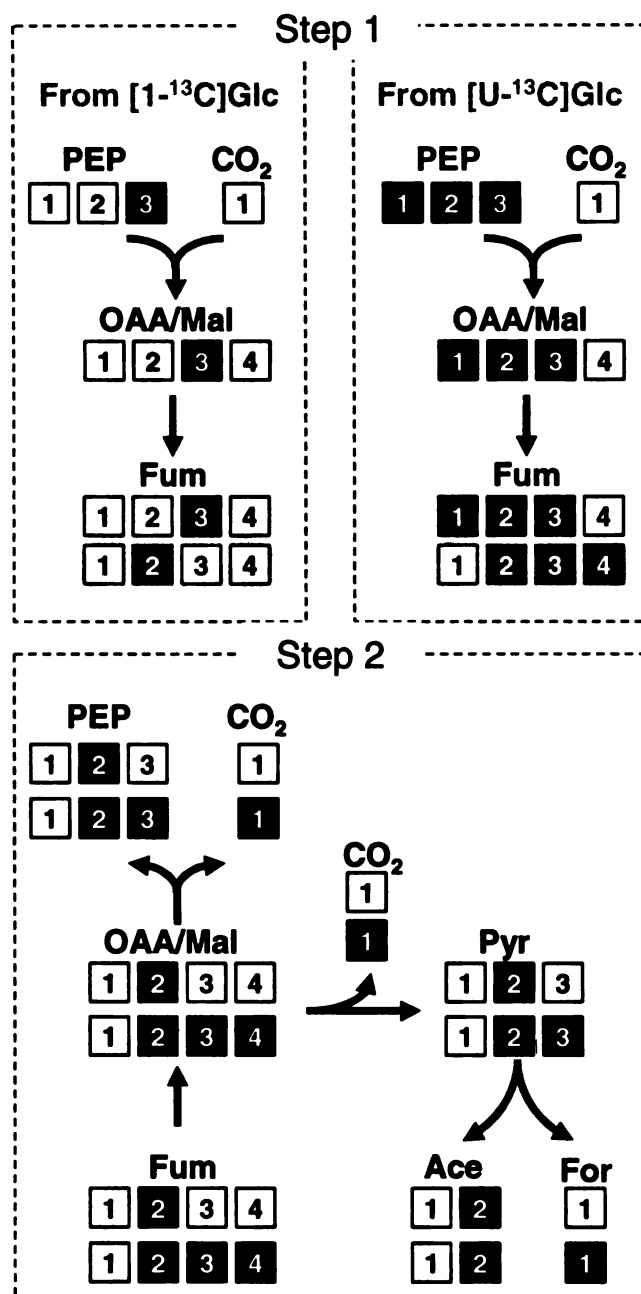 Step 1
From [1-¹³C]Glc
PEP CO₂
1 2 3 1
OAA/Mal
1 2 3 4
Fum
1 2 3 4
1 2 3 4
From [U-¹³C]Glc
PEP CO₂
1 2 3 1
OAA/Mal
1 2 3 4
Fum
1 2 3 4
1 2 3 4
Step 2
PEP CO₂
1 2 3 1
1 2 3 1
CO₂
1
1
OAA/Mal
1 2 3 4
1 2 3 4
Pyr
1 2 3
1 2 3
Fum
1 2 3 4
1 2 3 4
Ace For
1 2 1
1 2 1